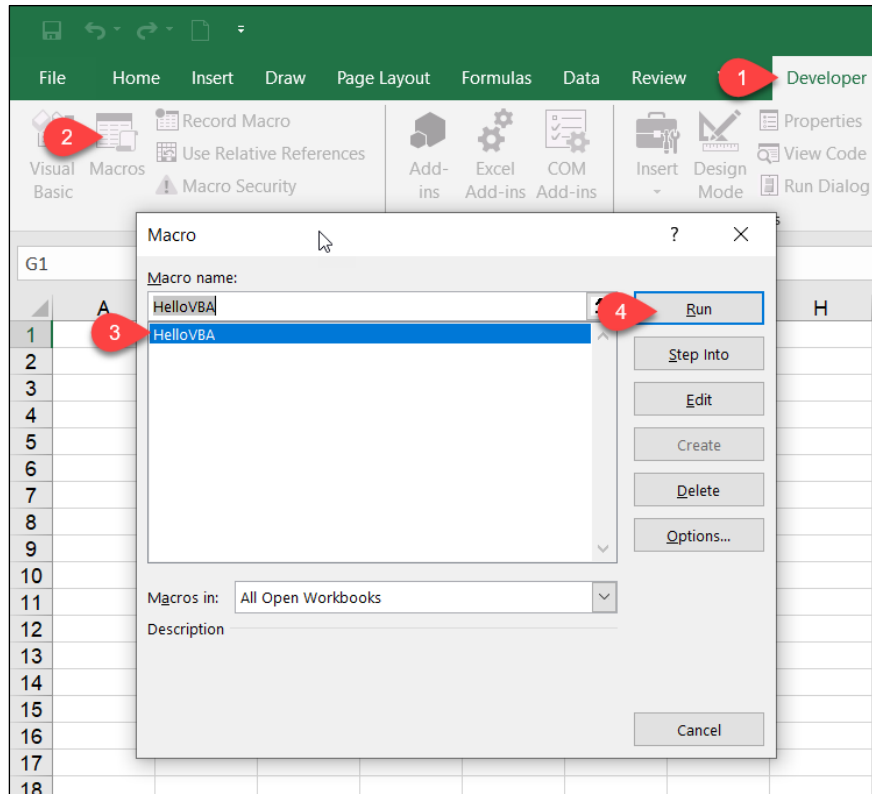 File Home Insert Draw Page Layout Formulas Data Review 1 Developer
2 Record Macro
Use Relative References
Macro Security
Visual Basic
Macros
Add-ins
Excel Add-ins
COM Add-ins
Insert
Design Mode
Properties
View Code
Run Dialog
G1
Macro ?
Macro name:
HelloVBA
4 Run
3 HelloVBA
Step Into
Edit
Create
Delete
Options...
Macros in: All Open Workbooks
Description
Cancel
A H
1
2
3
4
5
6
7
8
9
10
11
12
13
14
15
16
17
18